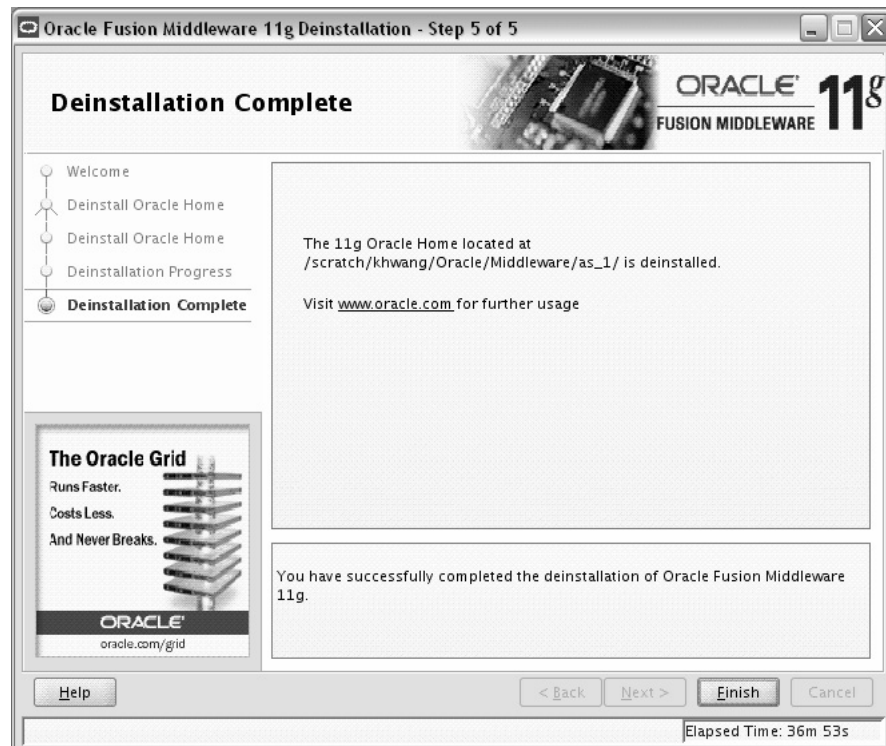 Oracle Fusion Middleware 11g Deinstallation - Step 5 of 5
Deinstallation Complete
ORACLE'
FUSION MIDDLEWARE
11g
Welcome
Deinstall Oracle Home
Deinstall Oracle Home
Deinstallation Progress
Deinstallation Complete
The 11g Oracle Home located at
/scratch/khwang/Oracle/Middleware/as_1/ is deinstalled.
Visit www.oracle.com for further usage
The Oracle Grid
Runs Faster.
Costs Less.
And Never Breaks.
ORACLE'
oracle.com/grid
You have successfully completed the deinstallation of Oracle Fusion Middleware
11g.
Help
< Back
Next >
Finish
Cancel
Elapsed Time: 36m 53s